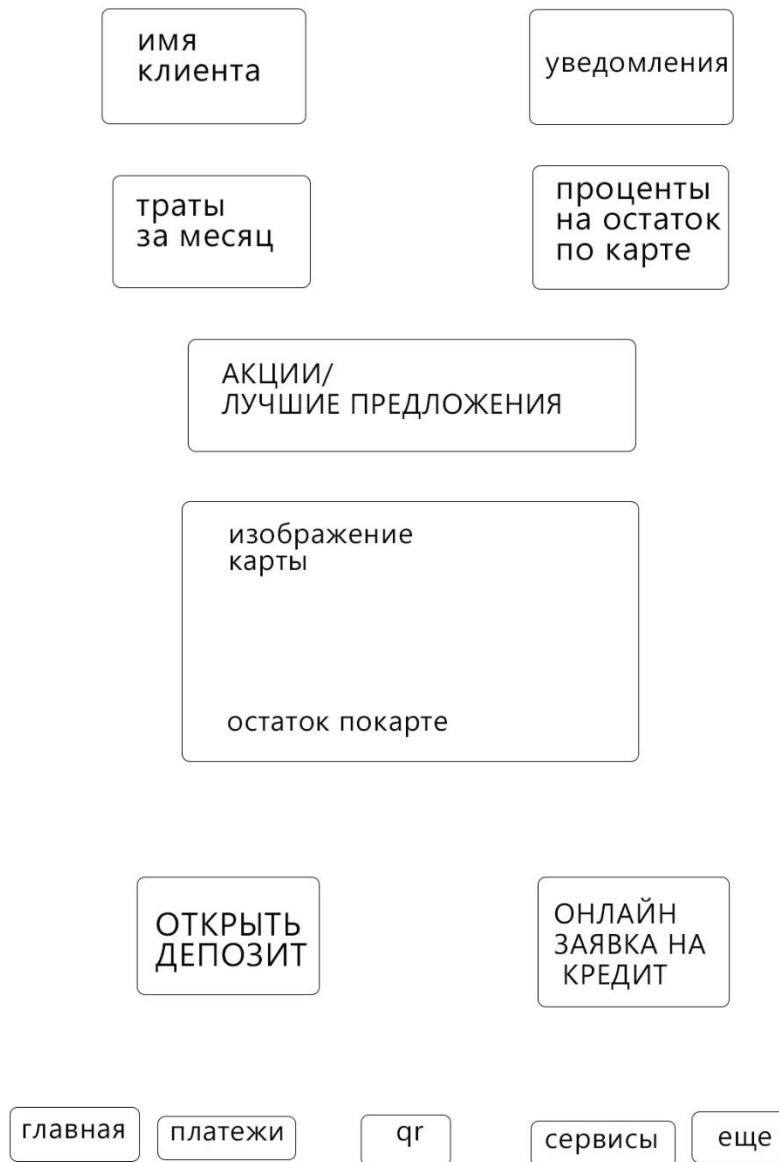 имя
клиента
уведомления
траты
за месяц
проценты
на остаток
по карте
АКЦИИ/
ЛУЧШИЕ ПРЕДЛОЖЕНИЯ
изображение
карты
остаток покарте
ОТКРЫТЬ
ДЕПОЗИТ
ОНЛАЙН
ЗАЯВКА НА
КРЕДИТ
главная
платежи
qr
сервисы
еще